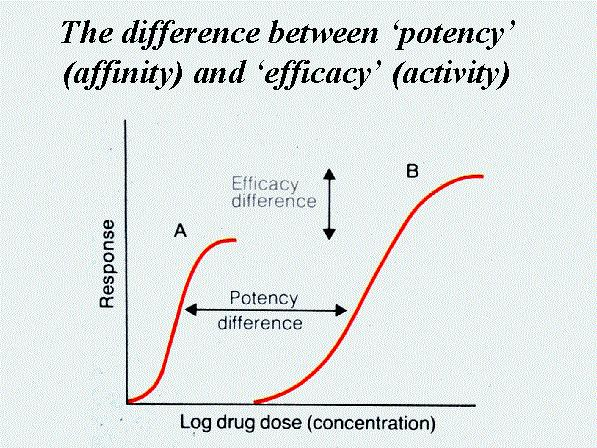 The difference between ‘potency’
(affinity) and ‘efficacy’ (activity)
B
Efficacy
difference
A
Response
Potency
difference
Log drug dose (concentration)